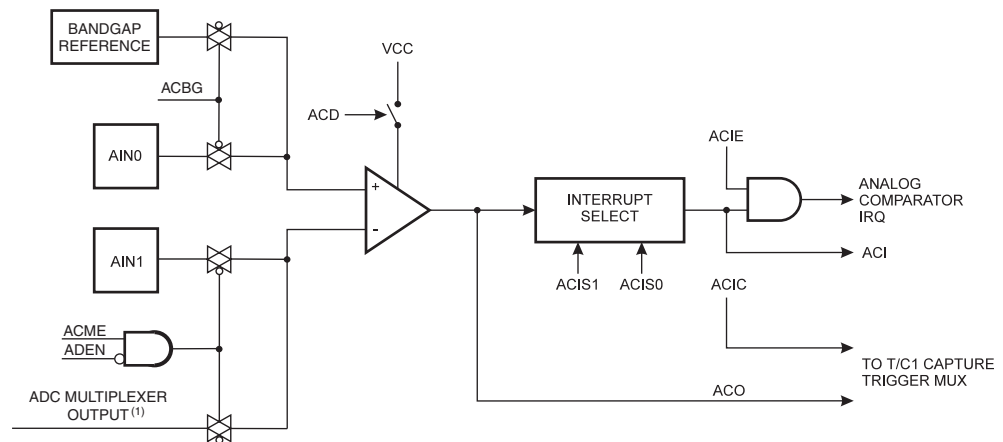 BANDGAP
REFERENCE
ACBG
AIN0
VCC
ACD
+
-
AIN1
ACME
ADEN
ADC MULTIPLEXER
OUTPUT (1)
INTERRUPT
SELECT
ACIS1 ACIS0
ACIE
ANALOG
COMPARATOR
IRQ
ACI
ACIC
TO T/C1 CAPTURE
TRIGGER MUX
ACO